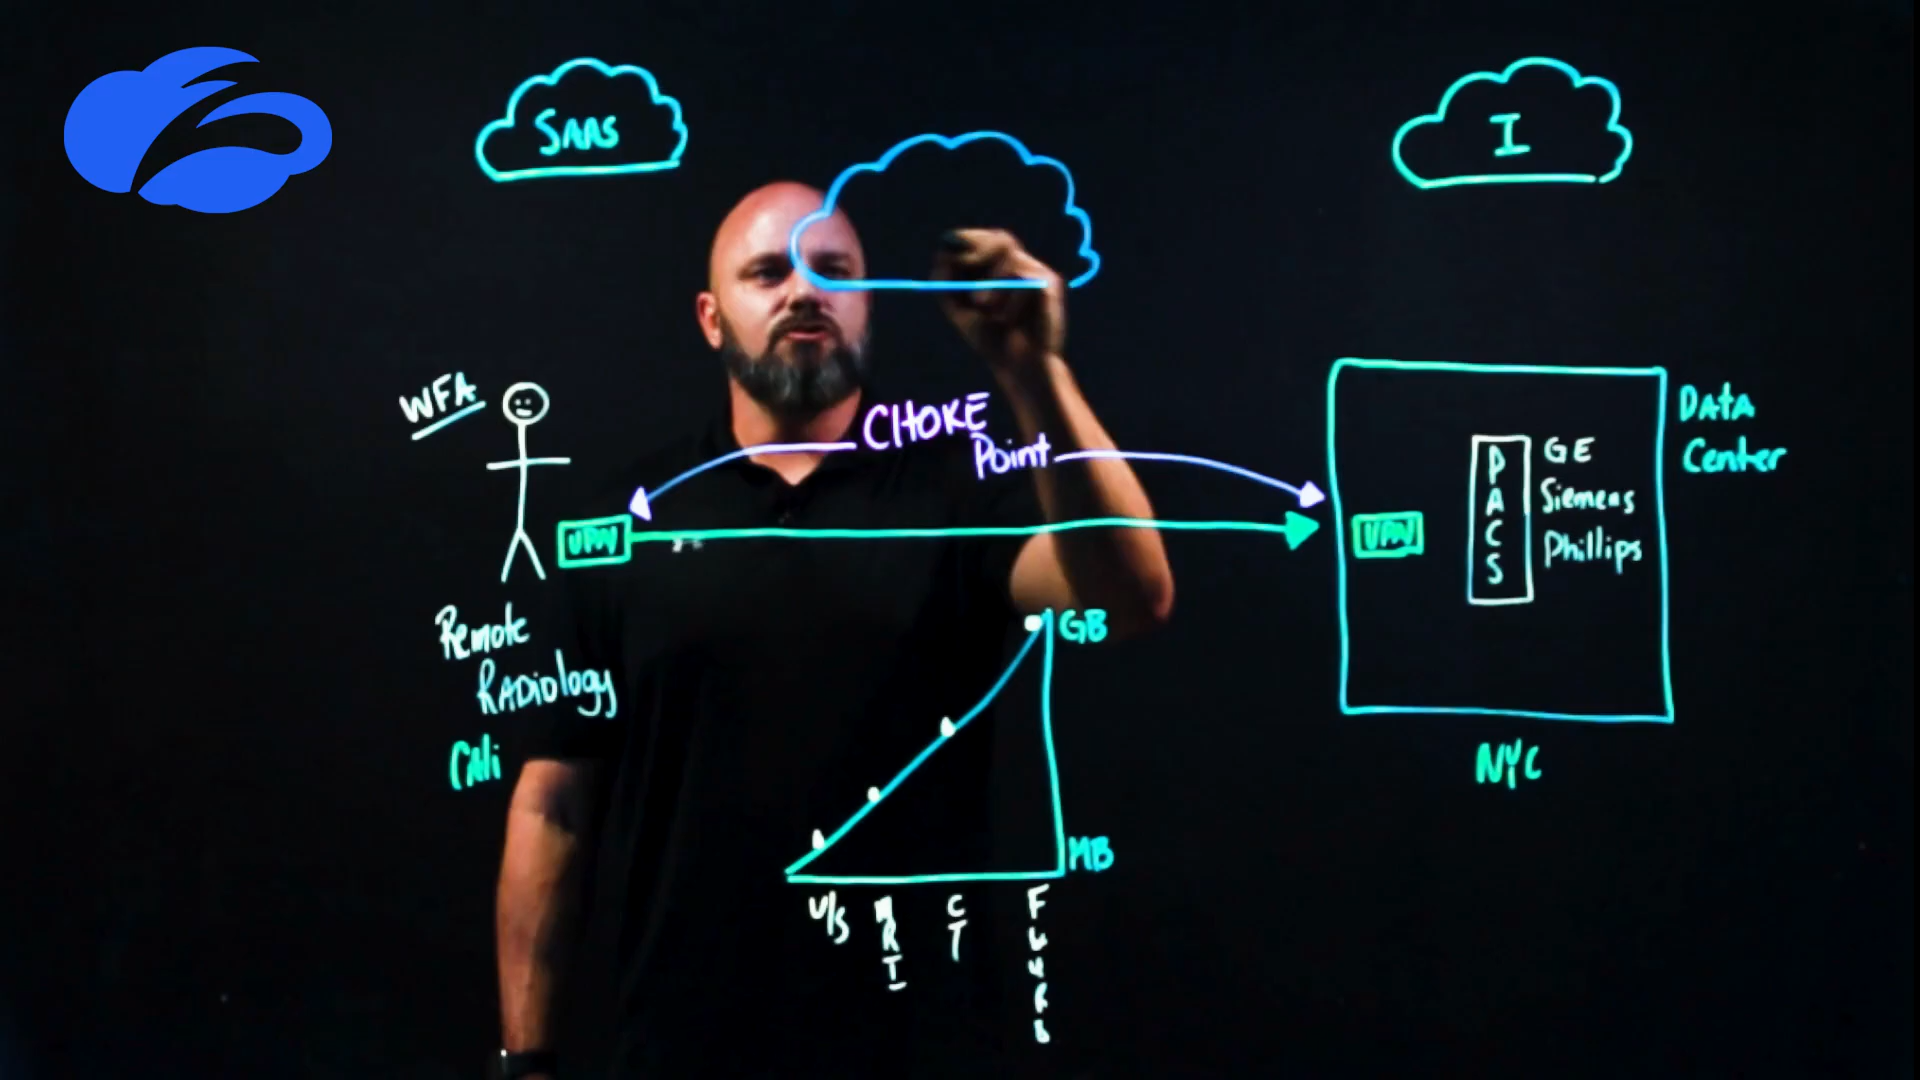 SAAS
I
WFA
CHOKE
Point
VPN
VPN
P
A
C
S
GE
Siemens
Phillips
Data
Center
Remote
Radiology
Cali
NYC
GB
MB
U/S
M
R
I
C
T